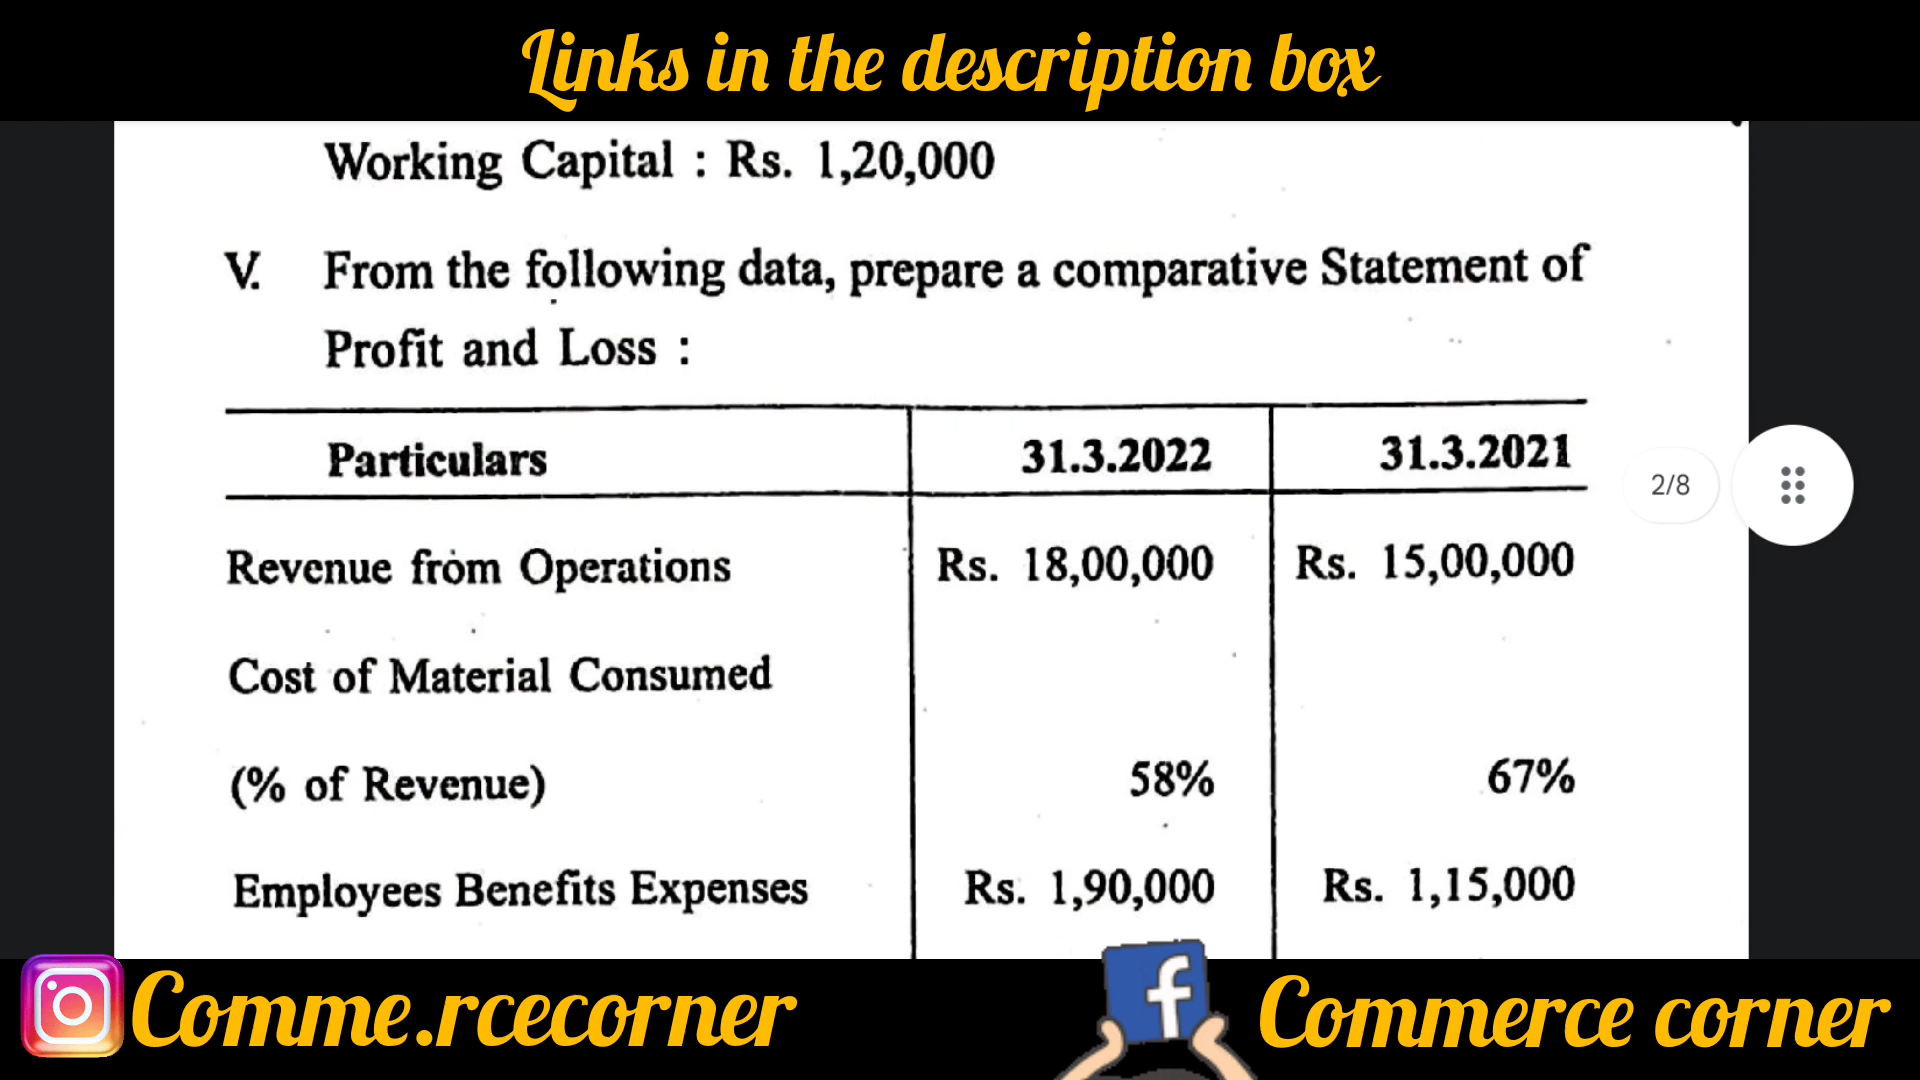 Links in the description box
Working Capital : Rs. 1,20,000
V. From the following data, prepare a comparative Statement of
Profit and Loss :
Particulars 31.3.2022 31.3.2021
Revenue from Operations Rs. 18,00,000 Rs. 15,00,000
Cost of Material Consumed
(% of Revenue) 58% 67%
Employees Benefits Expenses Rs. 1,90,000 Rs. 1,15,000
2/8
Comme.rcecorner
f
Commerce corner